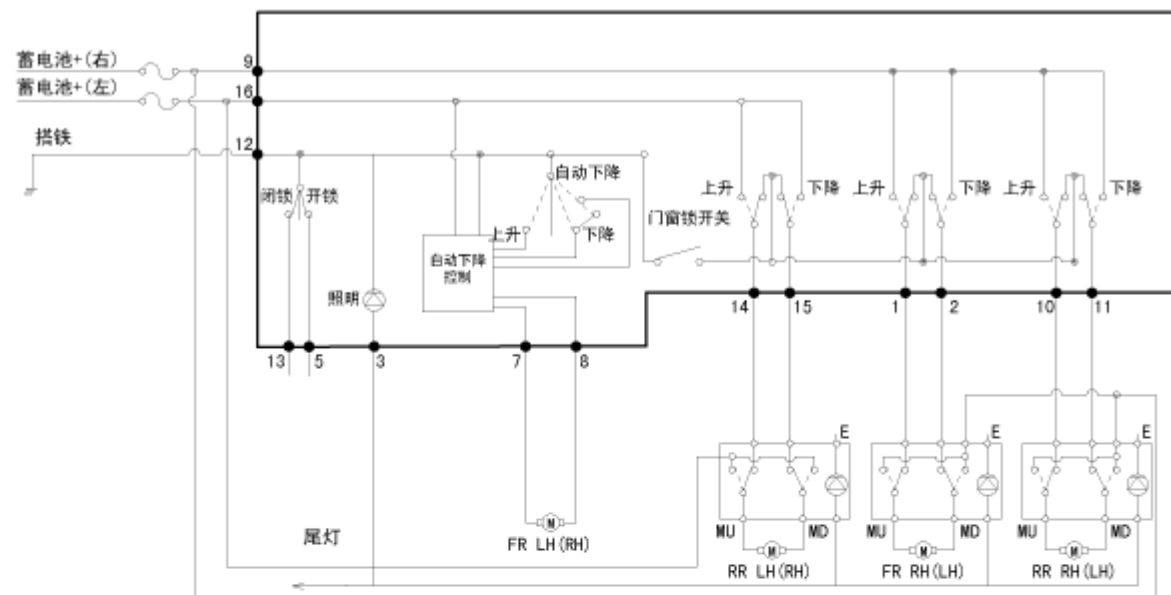 蓄电池+(右)
9
蓄电池+(左)
16
搭铁
12
闭锁
开锁
自动下降
上升
下降
门窗锁开美
自动下降
控制
照明
上升
下降
上升
下降
上升
下降
13
5
3
7
8
14
15
1
2
10
11
E
E
E
MU
MD
MU
MD
MU
MD
M
M
M
M
尾灯
FR LH(RH)
RR LH(RH)
FR RH(LH)
RR RH(LH)